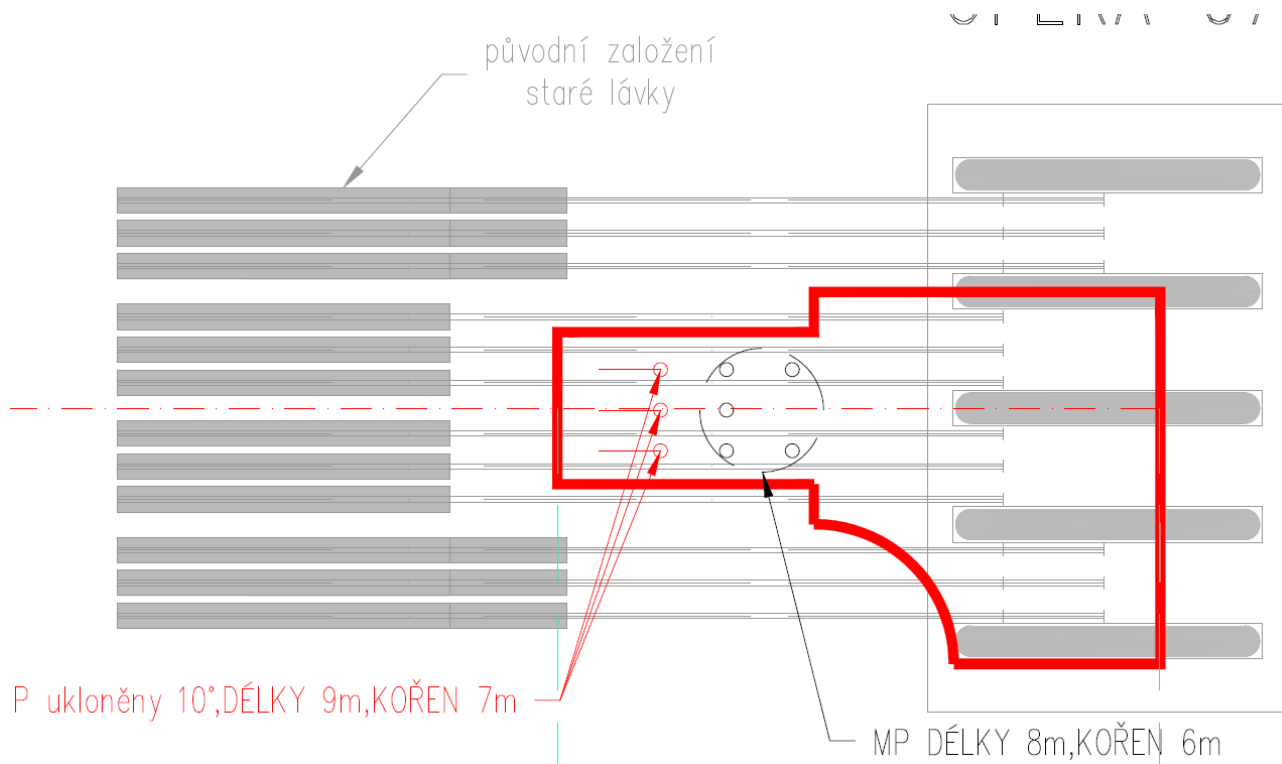 původní založení
staré lávky
P ukloněny 10°,DÉLKY 9m,KOŘEN 7m
MP DÉLKY 8m,KOŘEN 6m